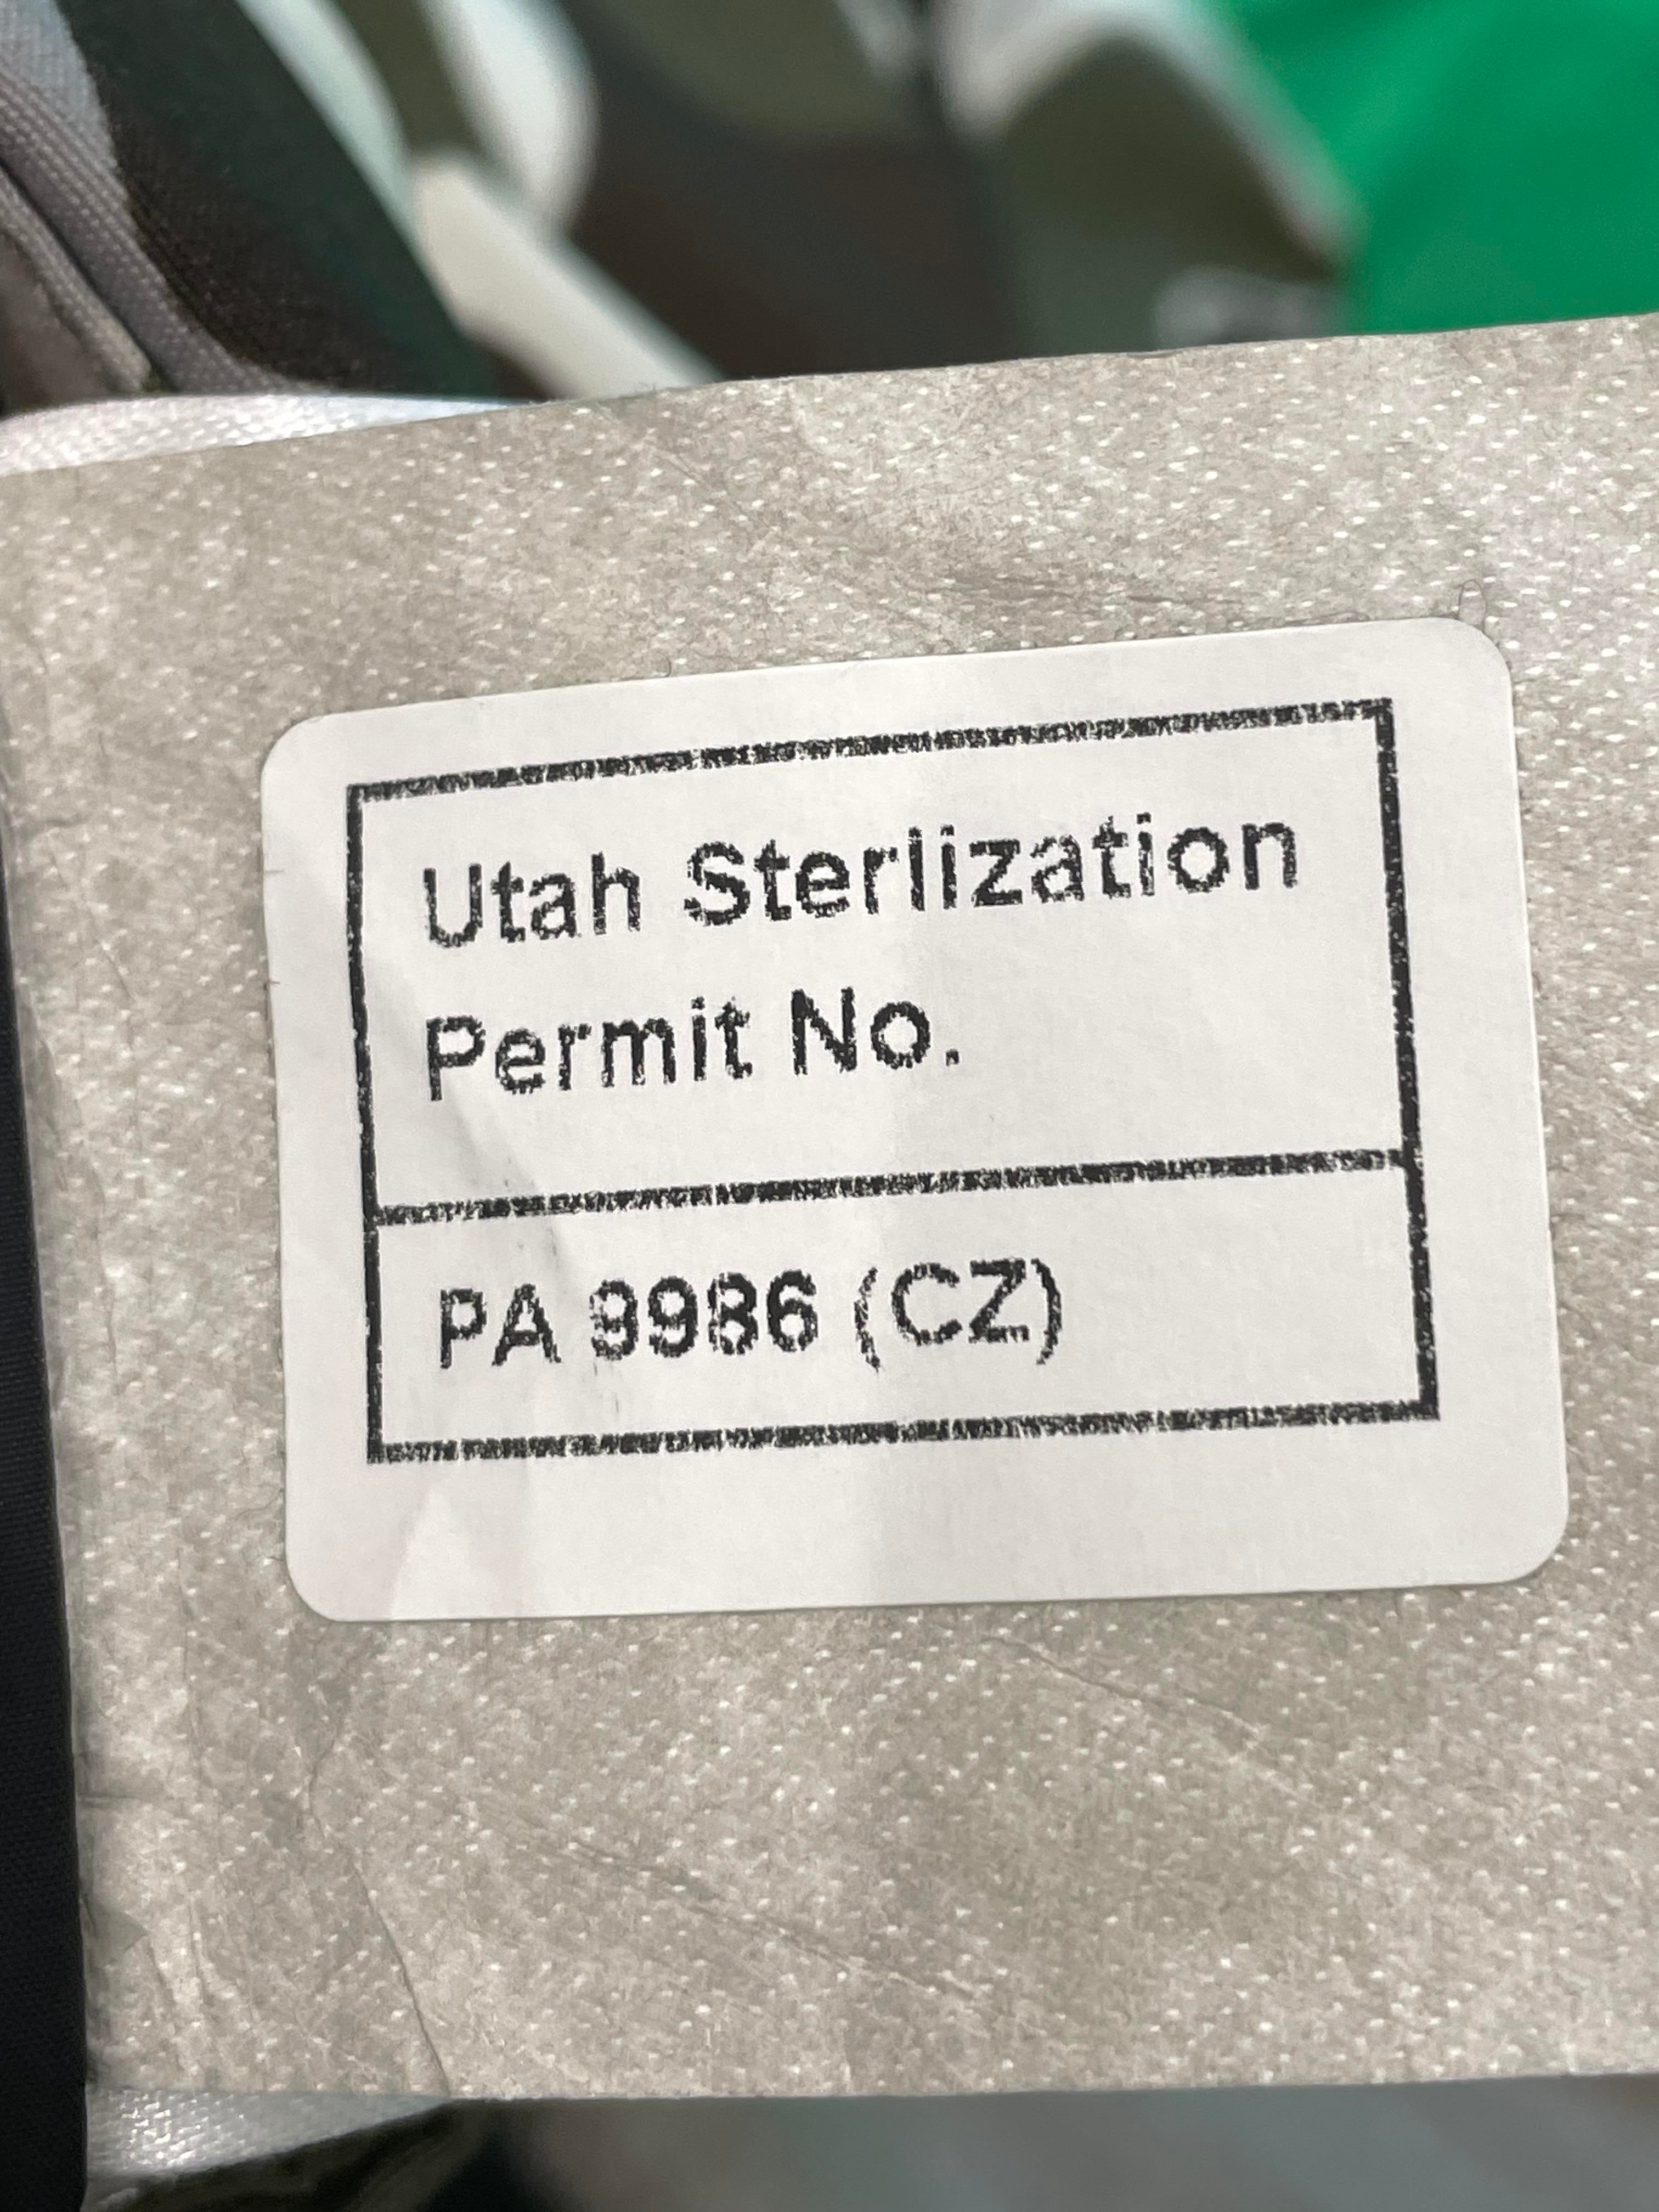 Utah Sterlization
Permit No.
PA 9986 (CZ)